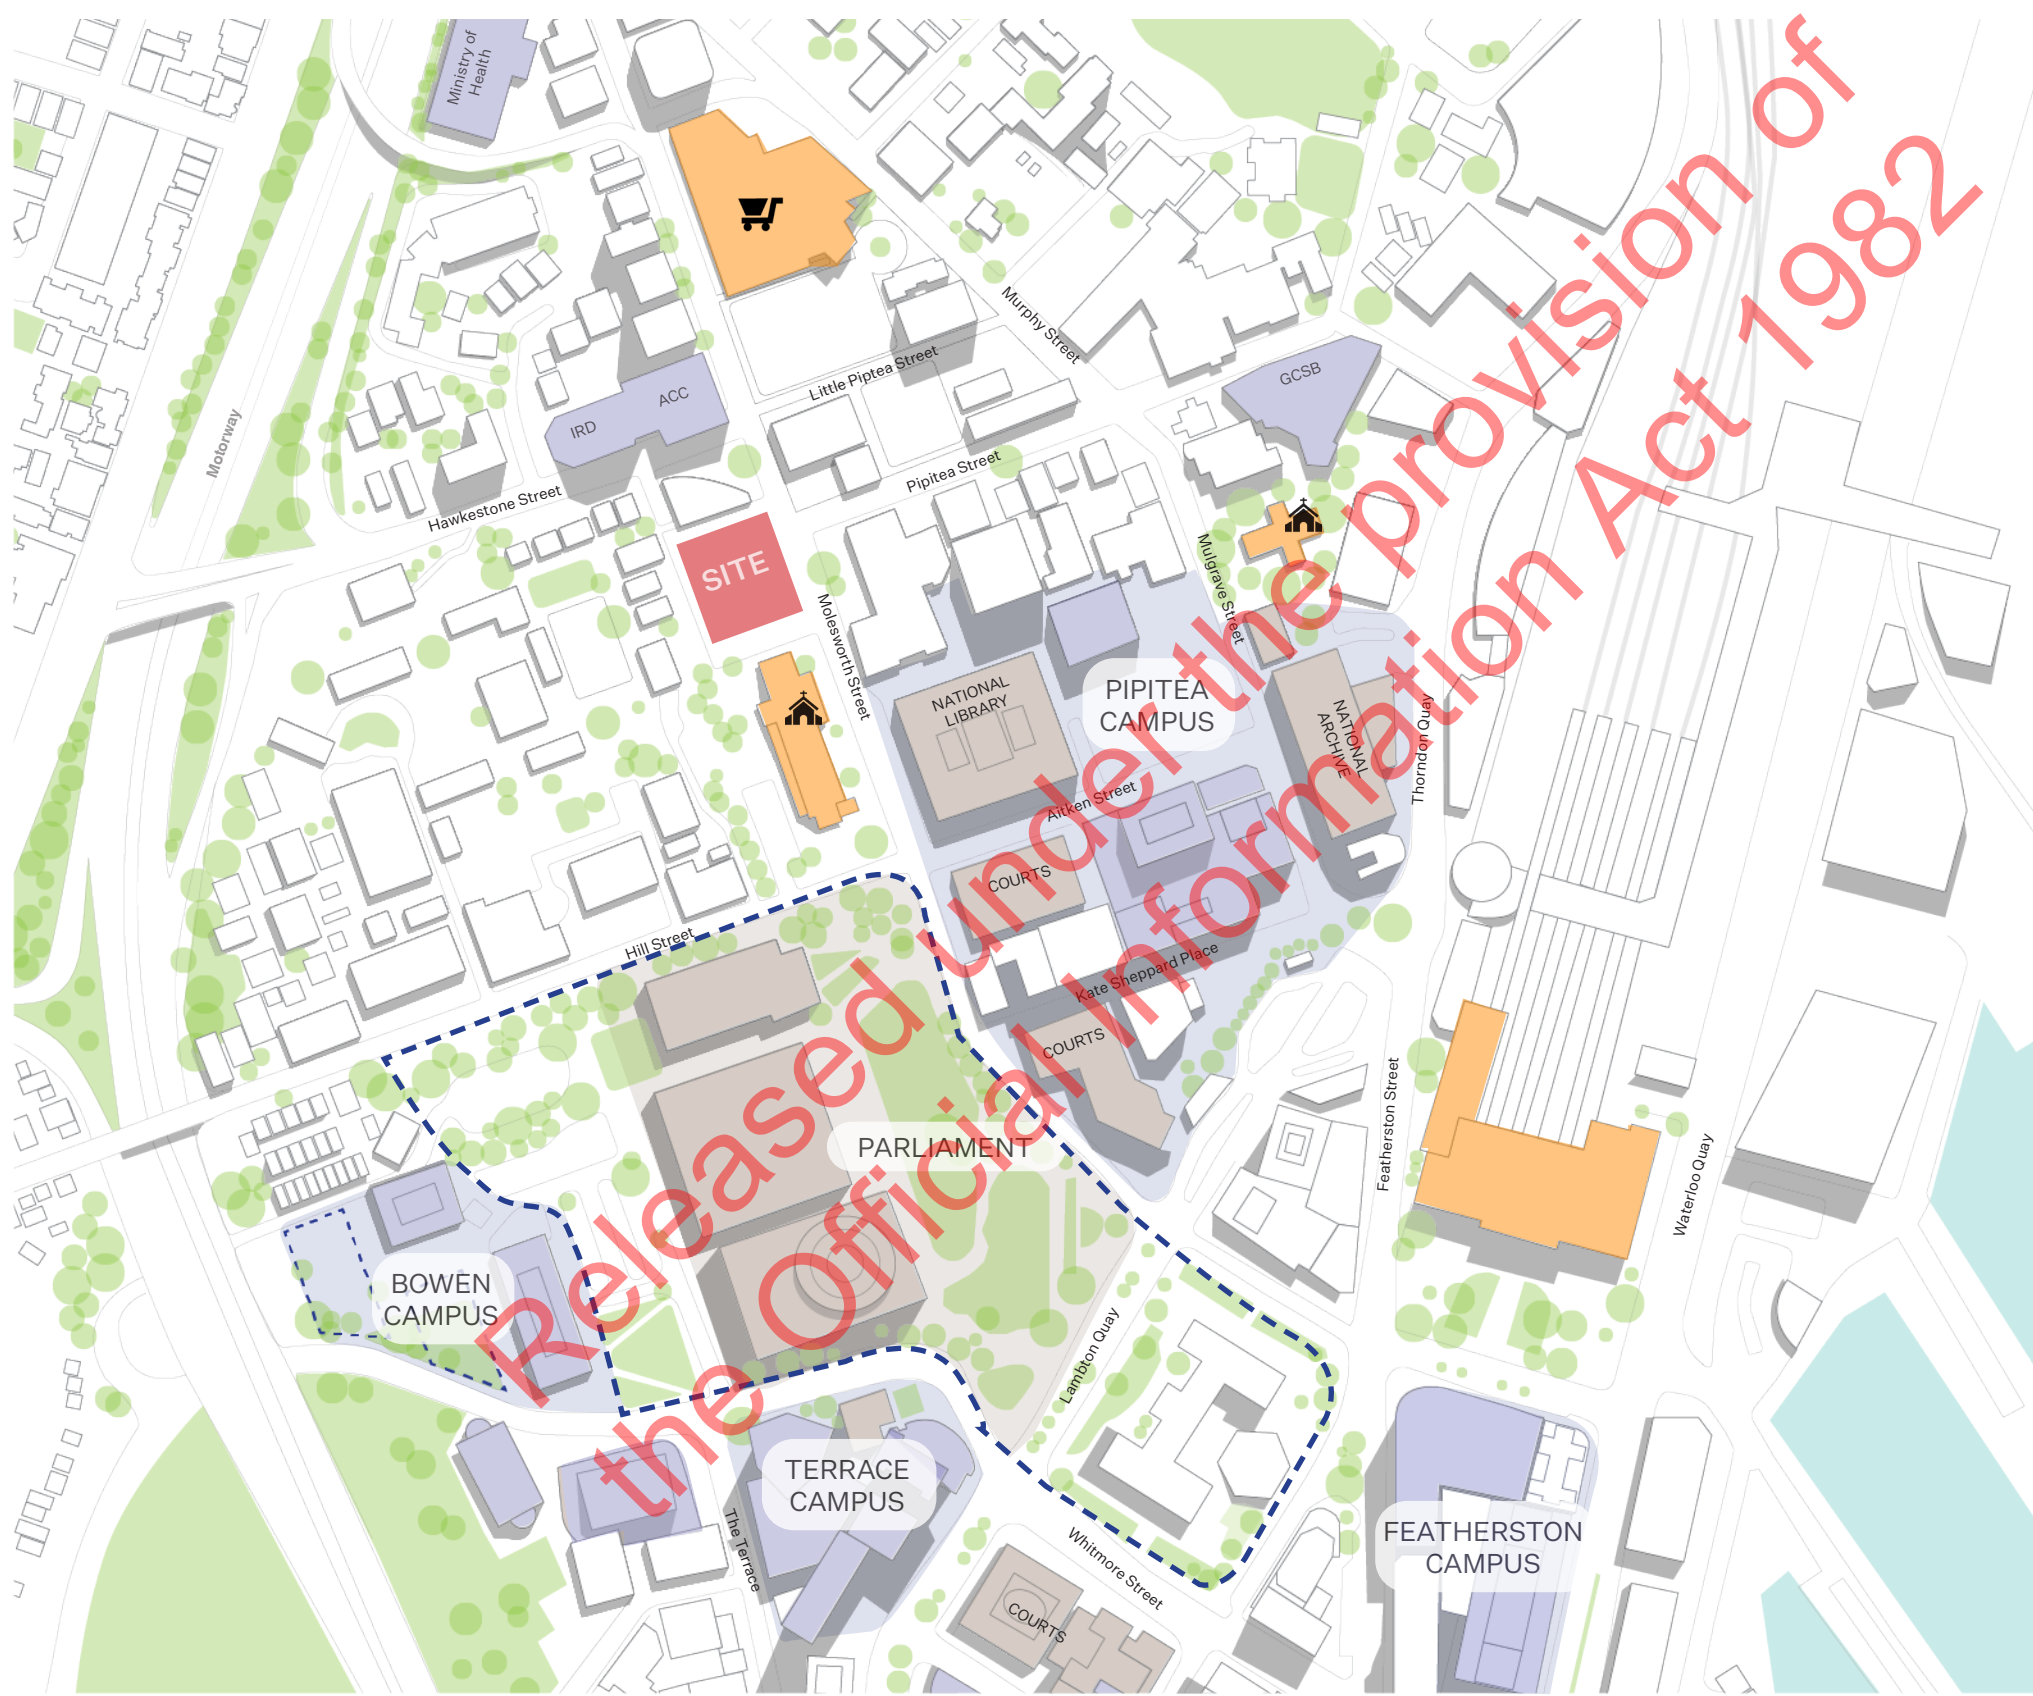 Ministry of
Health
Murphy Street
Little Piptea Street
GCSB
ACC
IRD
Motorway
Pipitea Street
Hawkestone Street
SITE
Mulgrave Street
Molesworth Street
NATIONAL
LIBRARY
PIPITEA
CAMPUS
NATIONAL
ARCHIVE
Thorndon Quay
Aitken Street
COURTS
Hill Street
Kate Sheppard Place
COURTS
PARLIAMENT
Featherston Street
Waterloo Quay
BOWEN
CAMPUS
Lambton Quay
TERRACE
CAMPUS
The Terrace
Whitmore Street
FEATHERSTON
CAMPUS
COURTS
Released under the provision of
the Official Information Act 1982